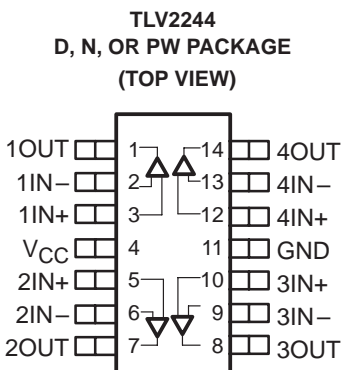 TLV2244
D, N, OR PW PACKAGE
(TOP VIEW)
1OUT 1 14 4OUT
1IN– 2 13 4IN–
1IN+ 3 12 4IN+
VCC 4 11 GND
2IN+ 5 10 3IN+
2IN– 6 9 3IN–
2OUT 7 8 3OUT